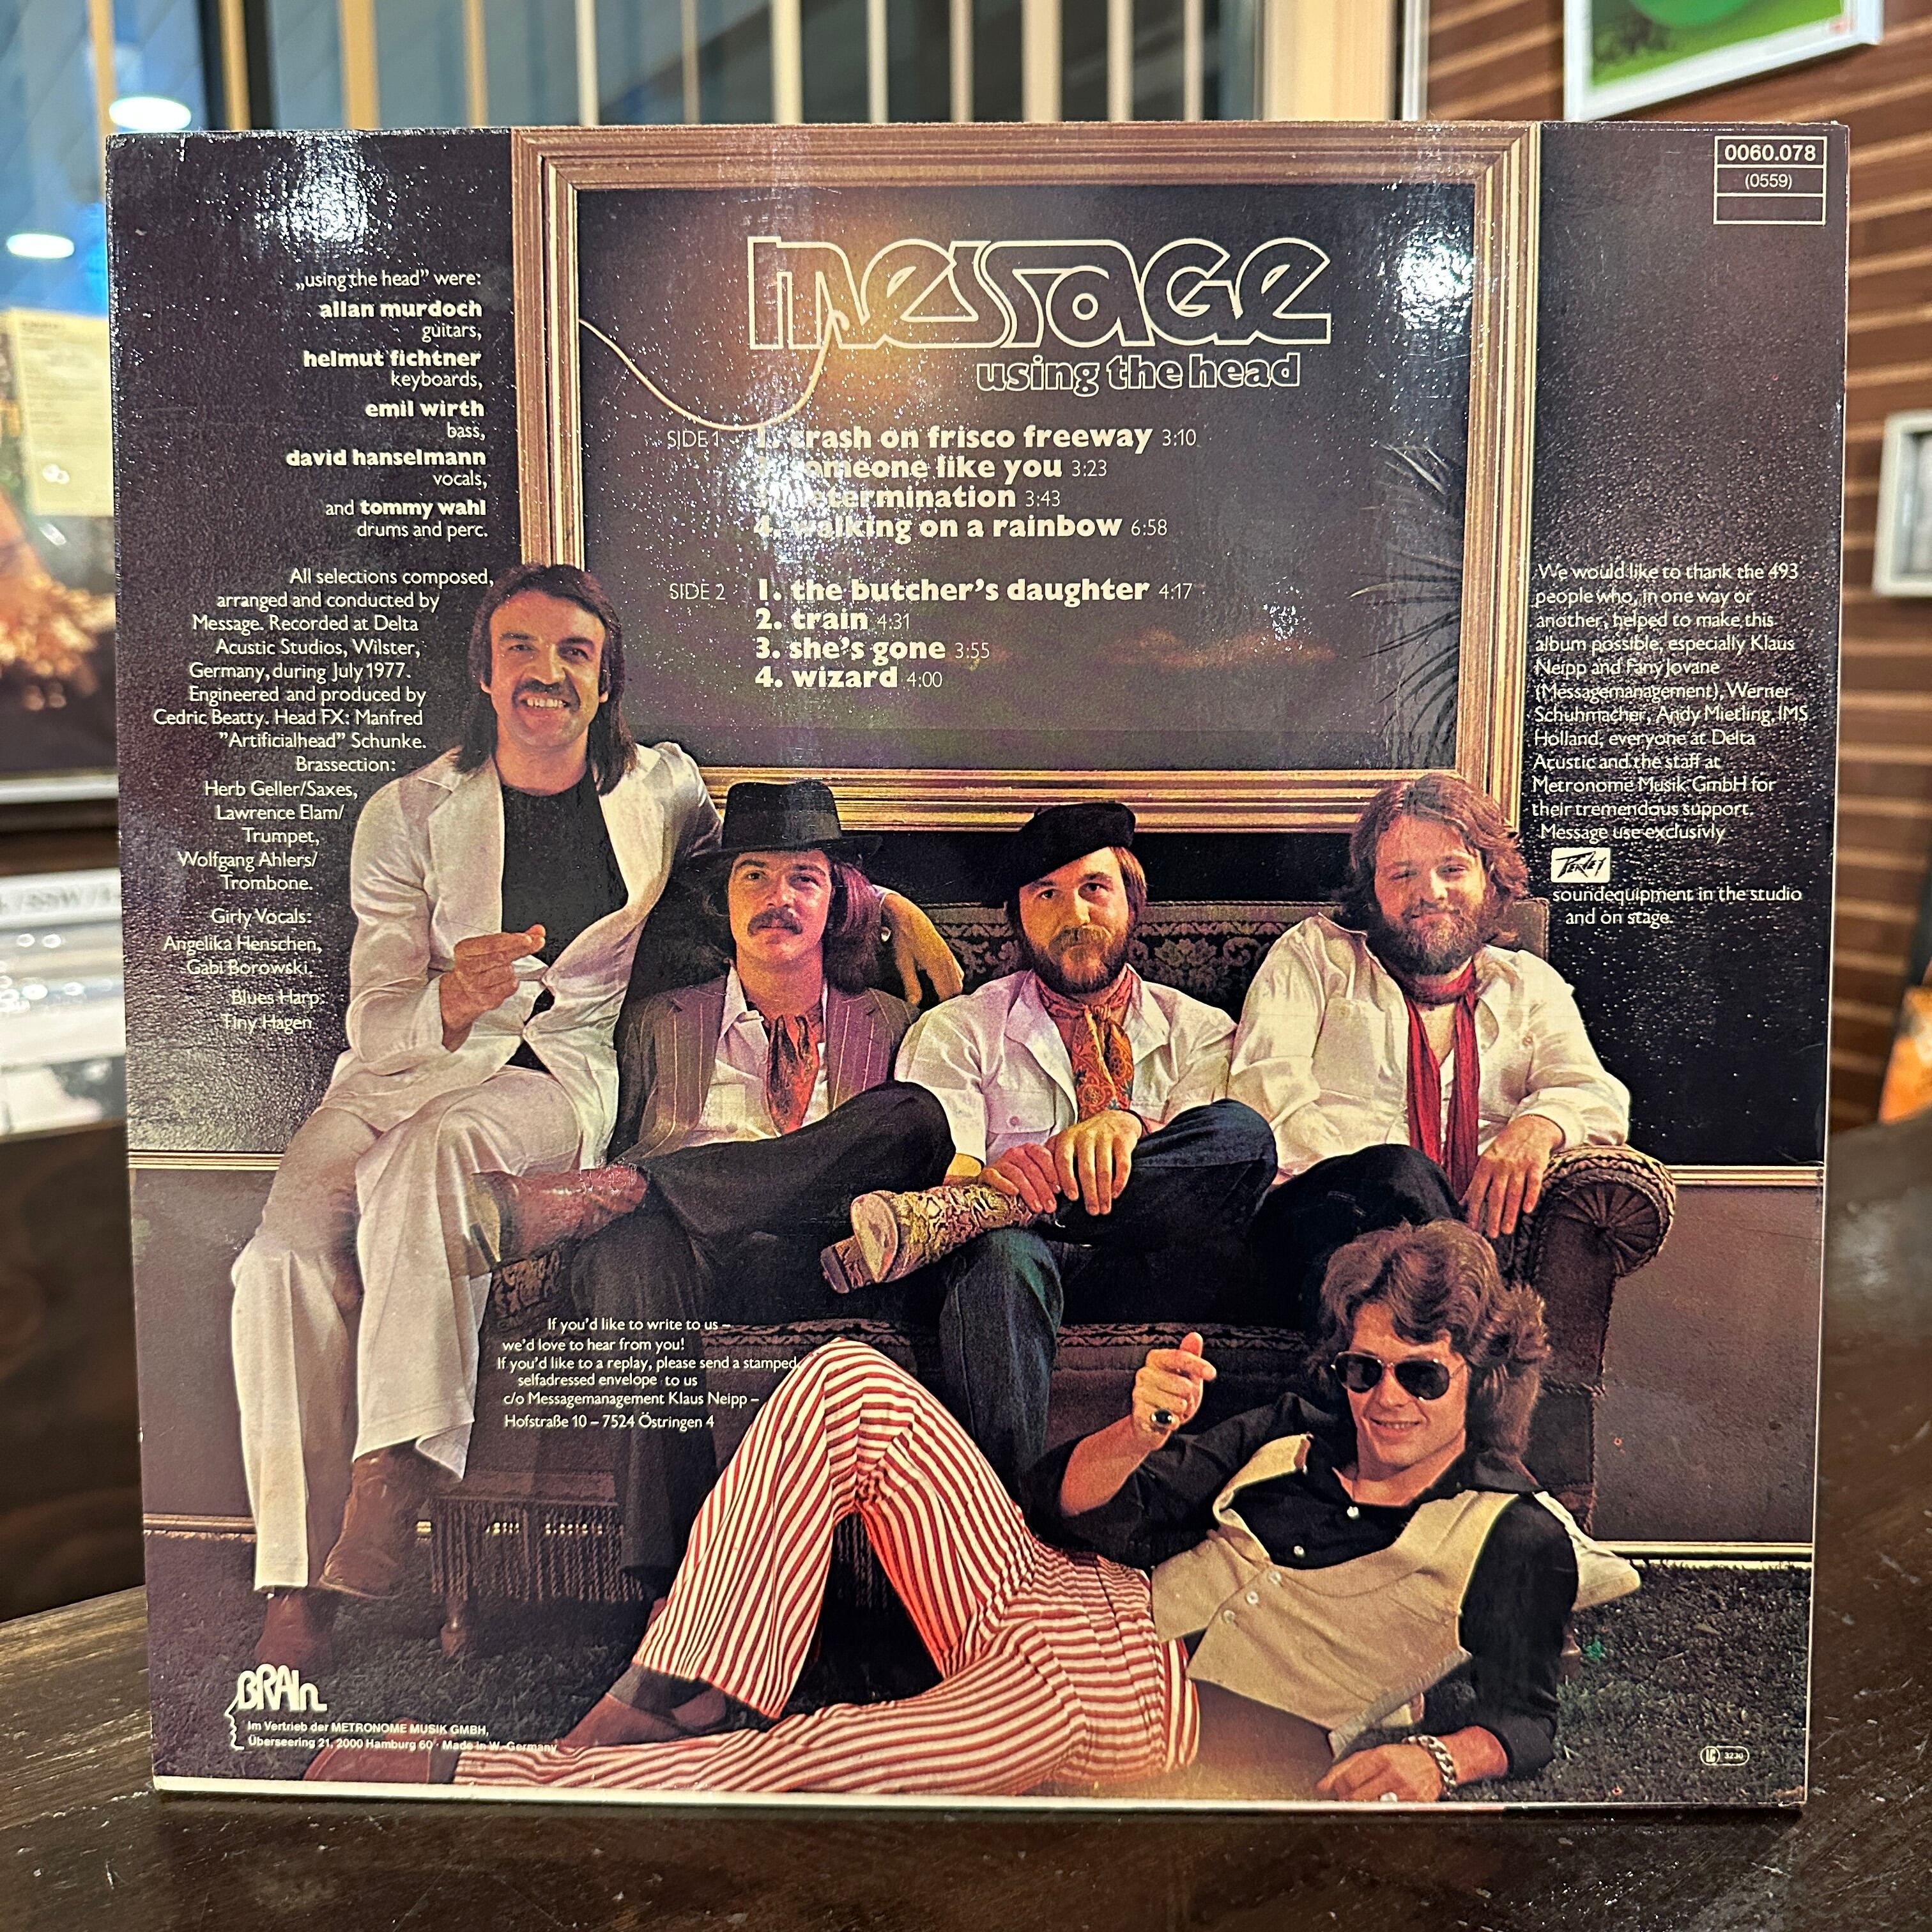 0060.078
(0559)
message
using the head
„using the head” were:
allan murdoch
guitars,
helmut fichtner
keyboards,
emil wirth
bass,
david hanselmann
vocals,
and tommy wahl
drums and perc.
All selections composed,
arranged and conducted by
Message. Recorded at Delta
Acustic Studios, Wilster,
Germany, during July 1977.
Engineered and produced by
Cedric Beatty. Head FX: Manfred
”Artificialhead” Schunke.
Brassection:
Herb Geller/Saxes,
Lawrence Elam/
Trumpet,
Wolfgang Ahlers/
Trombone.
Girly Vocals:
Angelika Henschen,
Gabi Borowski,
Blues Harp:
Tiny Hagen
SIDE 1 1. crash on frisco freeway 3:10
2. someone like you 3:23
3. determination 3:43
4. walking on a rainbow 6:58
SIDE 2 1. the butcher's daughter 4:17
2. train 4:31
3. she's gone 3:55
4. wizard 4:00
We would like to thank the 493
people who, in one way or
another, helped to make this
album possible, especially Klaus
Neipp and Fany Jovane
(Messagemanagement), Werner
Schuhmacher, Andy Mietling, IMS
Holland, everyone at Delta
Acustic and the staff at
Metronome Musik GmbH for
their tremendous support.
Message use exclusivly
PEAVEY
soundequipment in the studio
and on stage.
If you'd like to write to us –
we'd love to hear from you!
If you'd like to a replay, please send a stamped,
selfadressed envelope to us
c/o Messagemanagement Klaus Neipp –
Hofstraße 10 – 7524 Östringen 4
BRAIN
Im Vertrieb der METRONOME MUSIK GMBH,
Überseering 21, 2000 Hamburg 60 · Made in W.-Germany
LC 3230